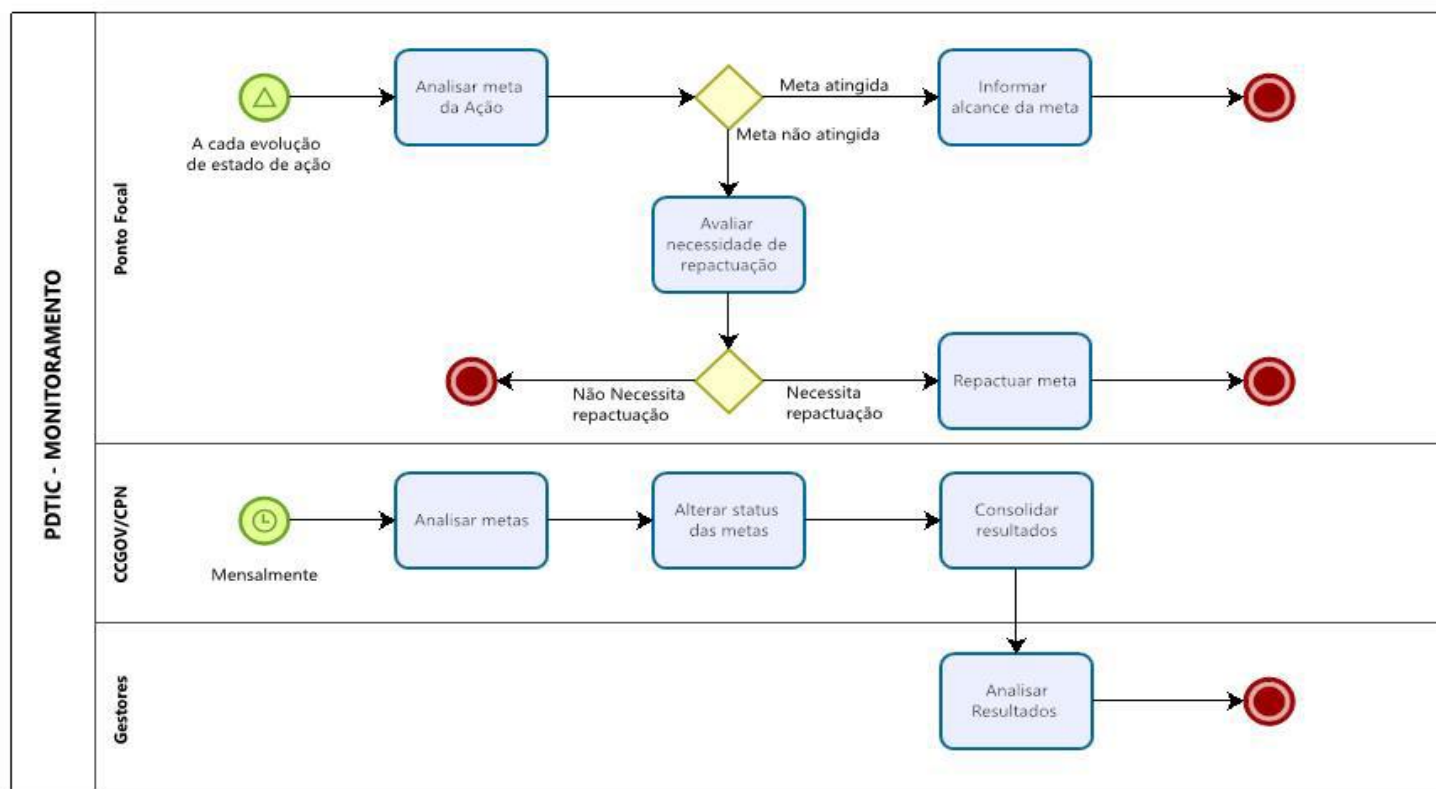 PDTIC - MONITORAMENTO
Ponto Focal
A cada evolução
de estado de ação
Analisar meta
da Ação
Meta atingida
Meta não atingida
Informar
alcance da meta
Avaliar
necessidade de
repactuação
Não Necessita
repactuação
Necessita
repactuação
Repactuar meta
CCGOV/CPN
Mensalmente
Analisar metas
Alterar status
das metas
Consolidar
resultados
Gestores
Analisar
Resultados